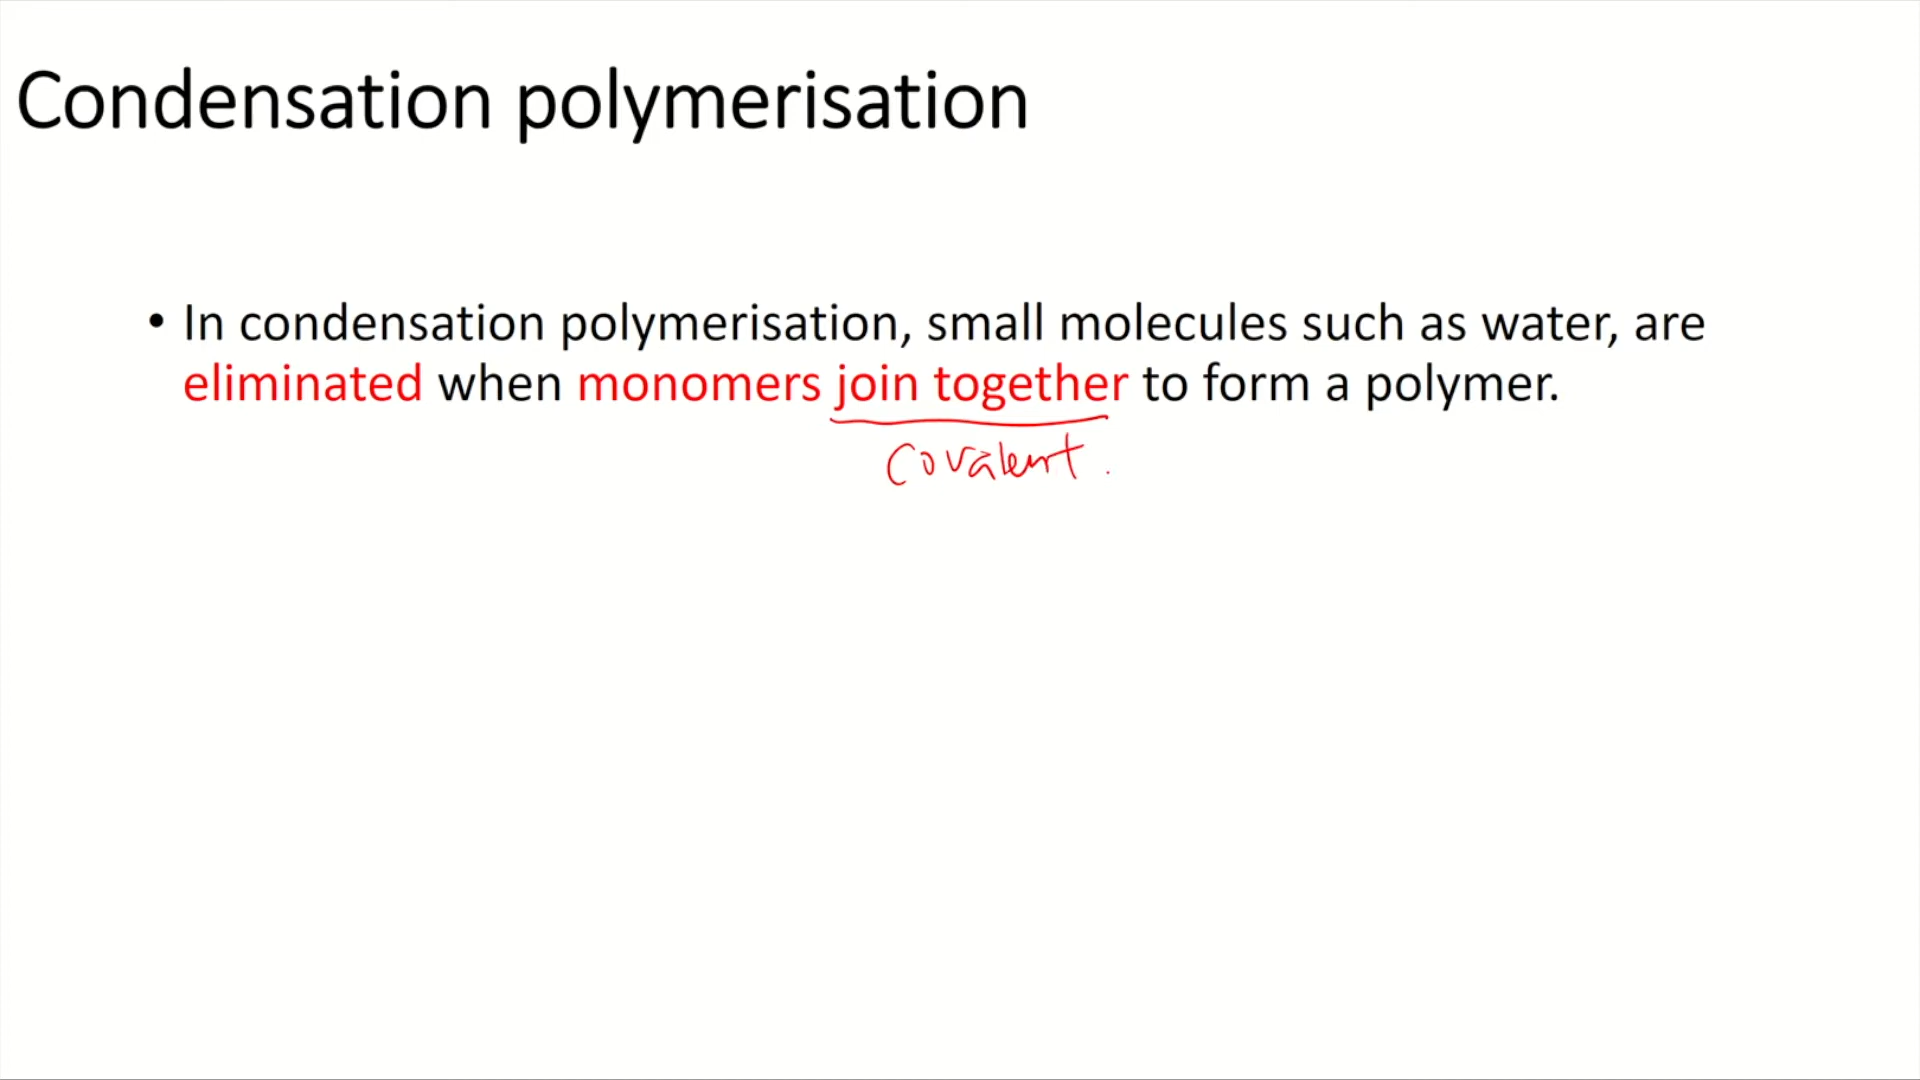 Condensation polymerisation
• In condensation polymerisation, small molecules such as water, are
eliminated when monomers join together to form a polymer.
covalent.